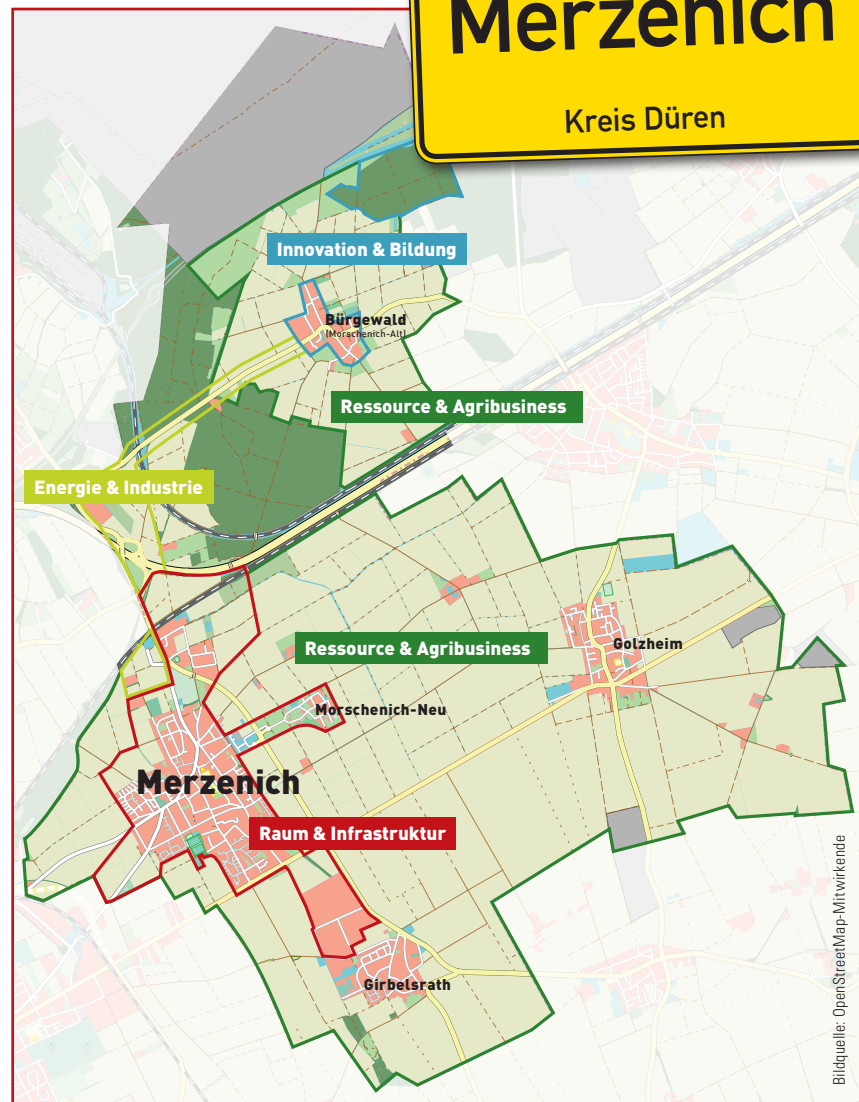 Merzenich
Kreis Düren
Innovation & Bildung
Bürgewald
(Morschenich-Alt)
Ressource & Agribusiness
Energie & Industrie
Ressource & Agribusiness
Golzheim
Morschenich-Neu
Merzenich
Raum & Infrastruktur
Girbelsrath
Bildquelle: OpenStreetMap-Mitwirkende